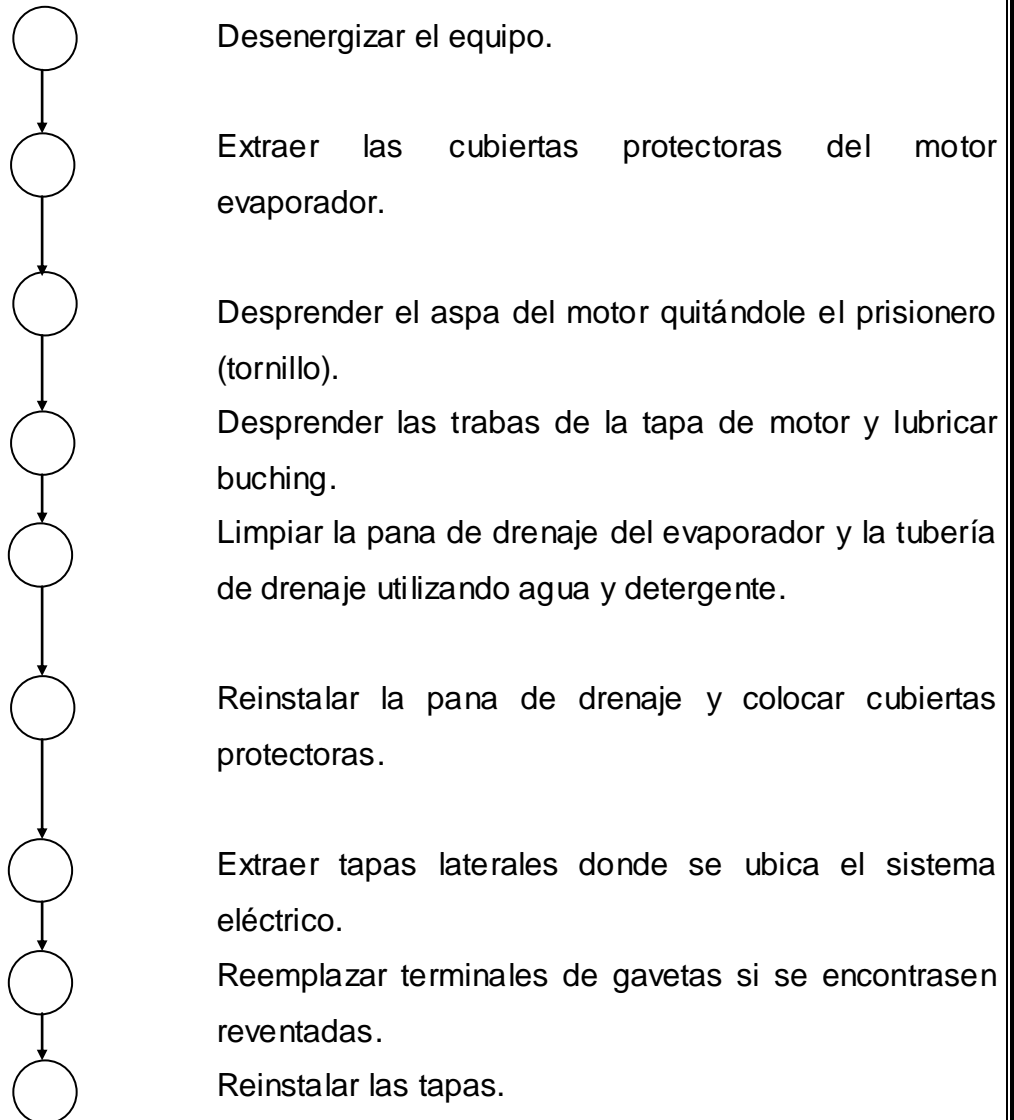 Desenergizar el equipo.
Extraer las cubiertas protectoras del motor
evaporador.
Desprender el aspa del motor quitándole el prisionero
(tornillo).
Desprender las trabas de la tapa de motor y lubricar
buching.
Limpiar la pana de drenaje del evaporador y la tubería
de drenaje utilizando agua y detergente.
Reinstalar la pana de drenaje y colocar cubiertas
protectoras.
Extraer tapas laterales donde se ubica el sistema
eléctrico.
Reemplazar terminales de gavetas si se encontrasen
reventadas.
Reinstalar las tapas.